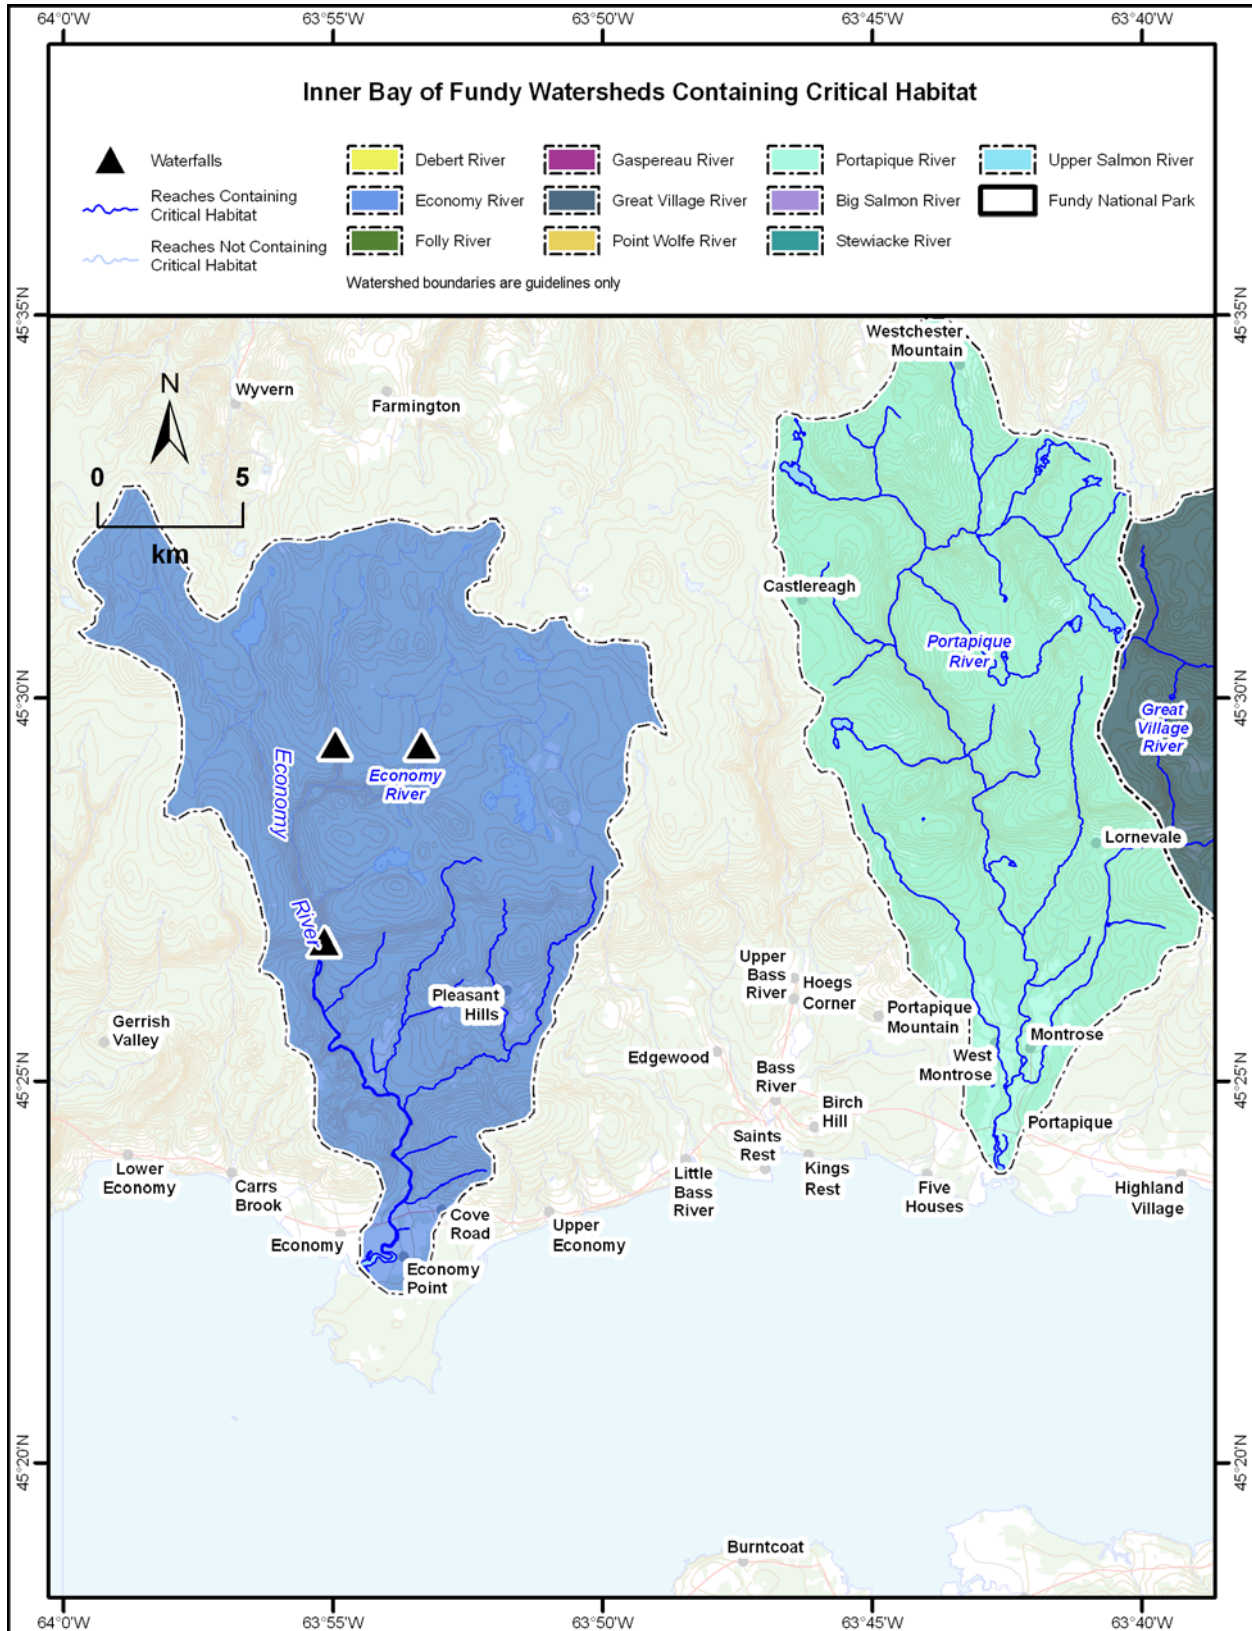 64°0'W 63°55'W 63°50'W 63°45'W 63°40'W
Inner Bay of Fundy Watersheds Containing Critical Habitat
Waterfalls
Reaches Containing
Critical Habitat
Reaches Not Containing
Critical Habitat
Debert River
Economy River
Folly River
Gaspereau River
Great Village River
Point Wolfe River
Portapique River
Big Salmon River
Stewiacke River
Upper Salmon River
Fundy National Park
Watershed boundaries are guidelines only
45°35'N
45°35'N
Westchester
Mountain
Wyvern
Farmington
N
0 5
km
Castlereagh
Portapique
River
45°30'N
45°30'N
Great
Village
River
Economy
River
Economy
River
Lornevale
Pleasant
Hills
Upper
Bass
River
Hoegs
Corner
Portapique
Mountain
Gerrish
Valley
Edgewood
Montrose
West
Montrose
Bass
River
45°25'N
45°25'N
Birch
Hill
Portapique
Saints
Rest
Lower
Economy
Carrs
Brook
Little
Bass
River
Kings
Rest
Five
Houses
Highland
Village
Economy
Cove
Road
Upper
Economy
Economy
Point
45°20'N
45°20'N
Burntcoat
64°0'W 63°55'W 63°50'W 63°45'W 63°40'W